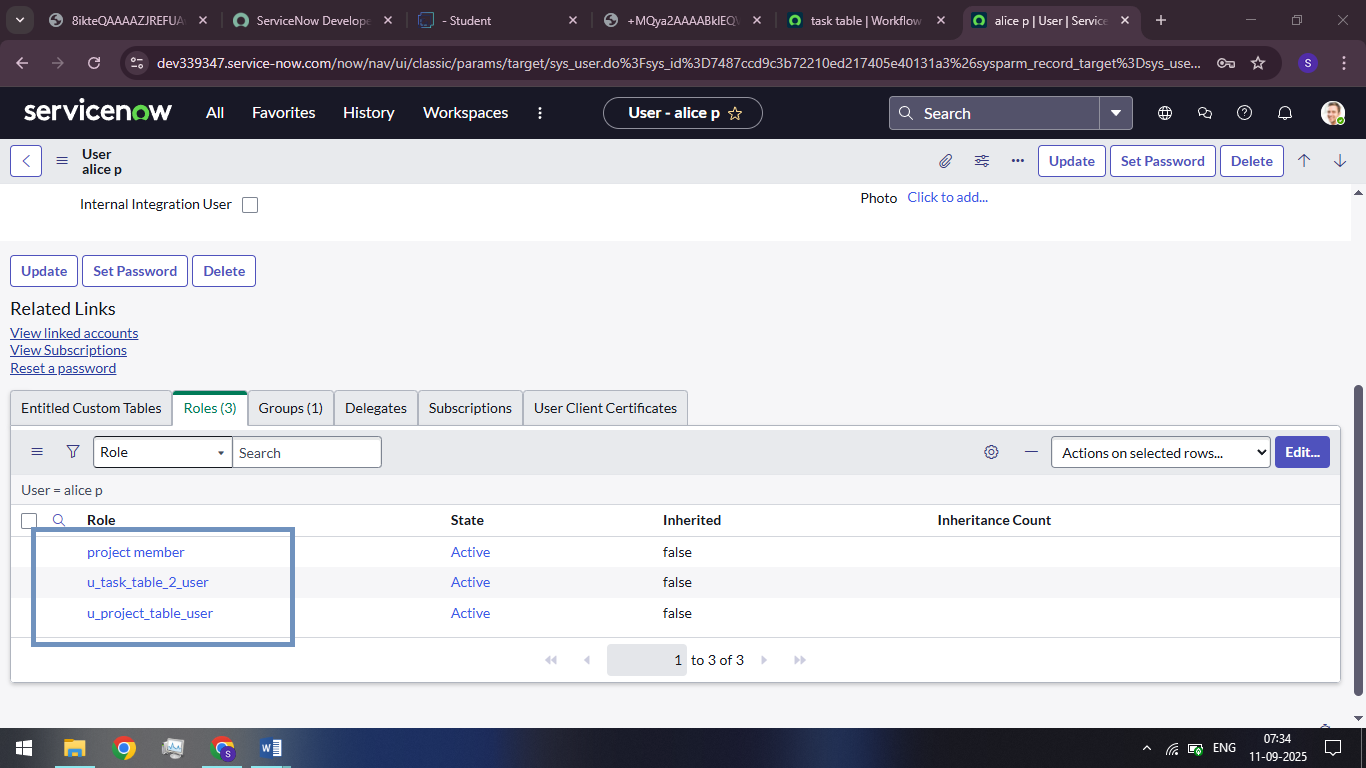 8ikteQAAAAZJREFUA
ServiceNow Develope
- Student
+MQya2AAAABklEQV
task table | Workflow
alice p | User | Service
dev339347.service-now.com/now/nav/ui/classic/params/target/sys_user.do%3Fsys_id%3D7487ccd9c3b72210ed217405e40131a3%26sysparm_record_target%3Dsys_use...
S
servicenow
All
Favorites
History
Workspaces
User - alice p
Search
User
alice p
Update
Set Password
Delete
Internal Integration User
Photo
Click to add...
Update
Set Password
Delete
Related Links
View linked accounts
View Subscriptions
Reset a password
Entitled Custom Tables
Roles (3)
Groups (1)
Delegates
Subscriptions
User Client Certificates
Role
Search
Actions on selected rows...
Edit...
User = alice p
Role State Inherited Inheritance Count
project member Active false
u_task_table_2_user Active false
u_project_table_user Active false
1 to 3 of 3
ENG
07:34
11-09-2025